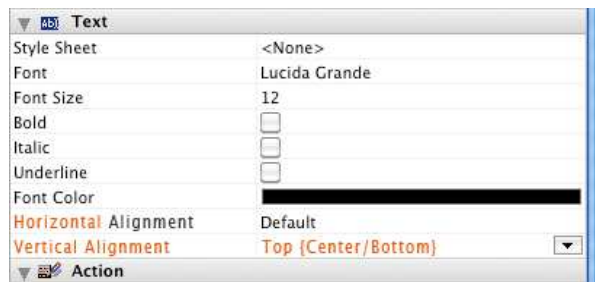 Text
Style Sheet <None>
Font Lucida Grande
Font Size 12
Bold
Italic
Underline
Font Color
Horizontal Alignment Default
Vertical Alignment Top {Center/Bottom}
Action